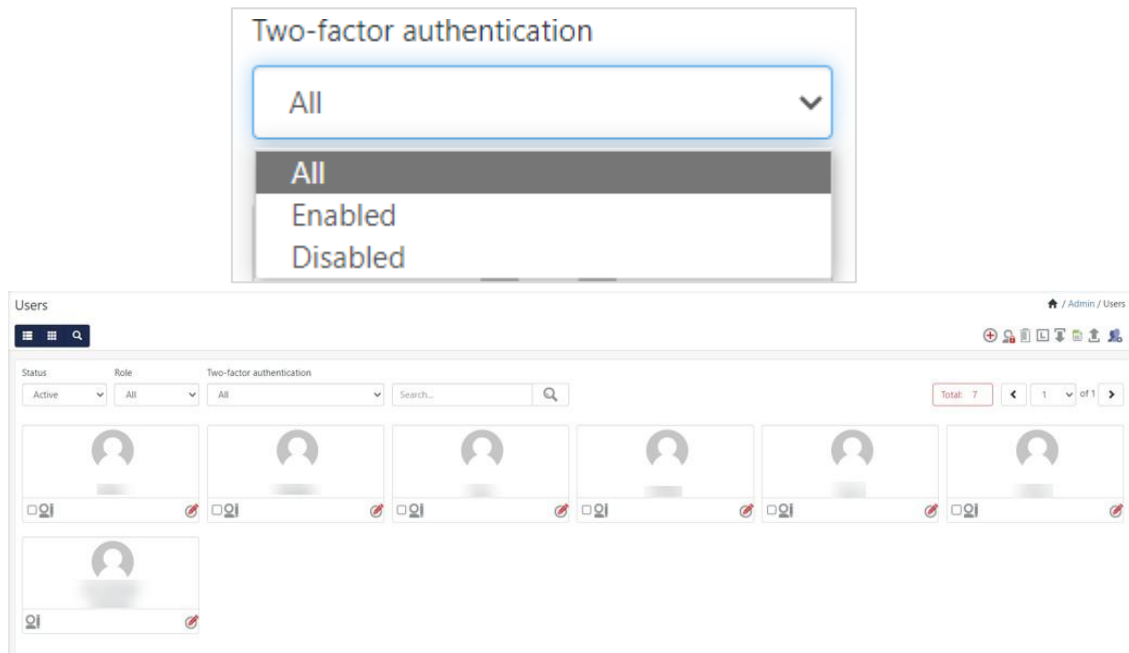 Two-factor authentication
All
All
Enabled
Disabled
Users
/ Admin / Users
Status Role Two-factor authentication
Active All All Search... Total: 7 1 of 1